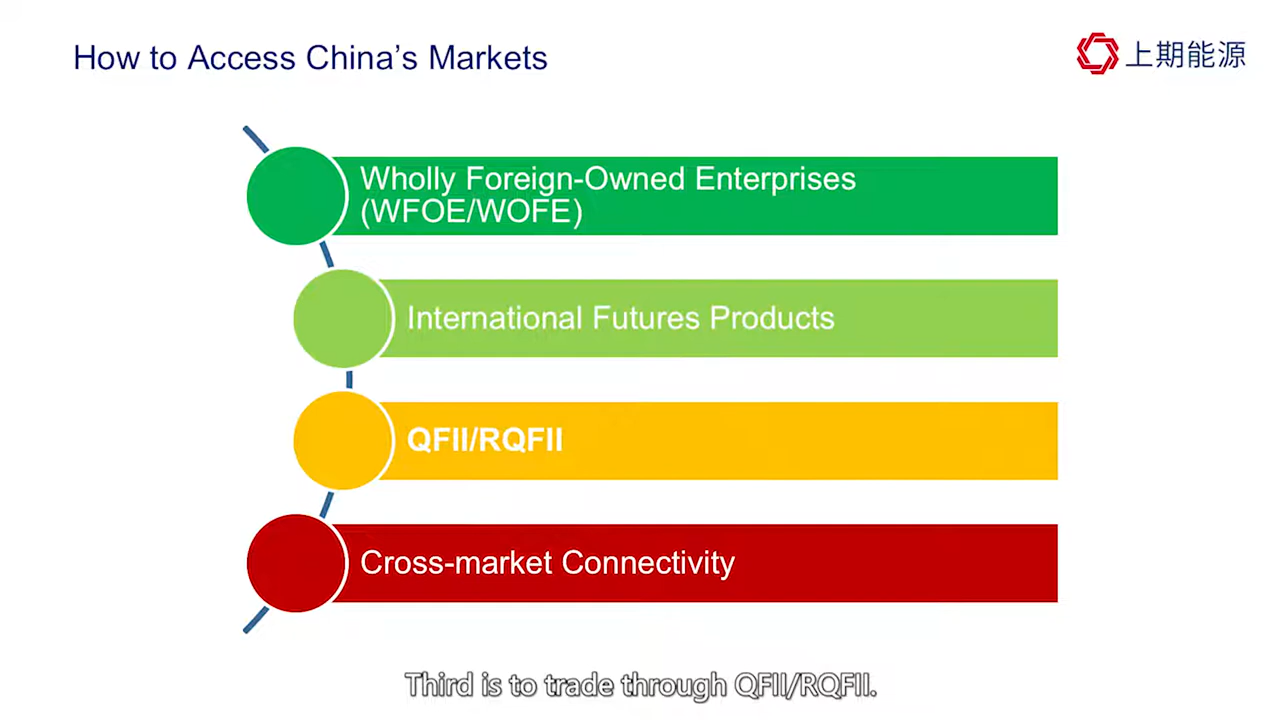 How to Access China's Markets
上期能源
Wholly Foreign-Owned Enterprises
(WFOE/WOFE)
International Futures Products
QFII/RQFII
Cross-market Connectivity
Third is to trade through QFII/RQFII.